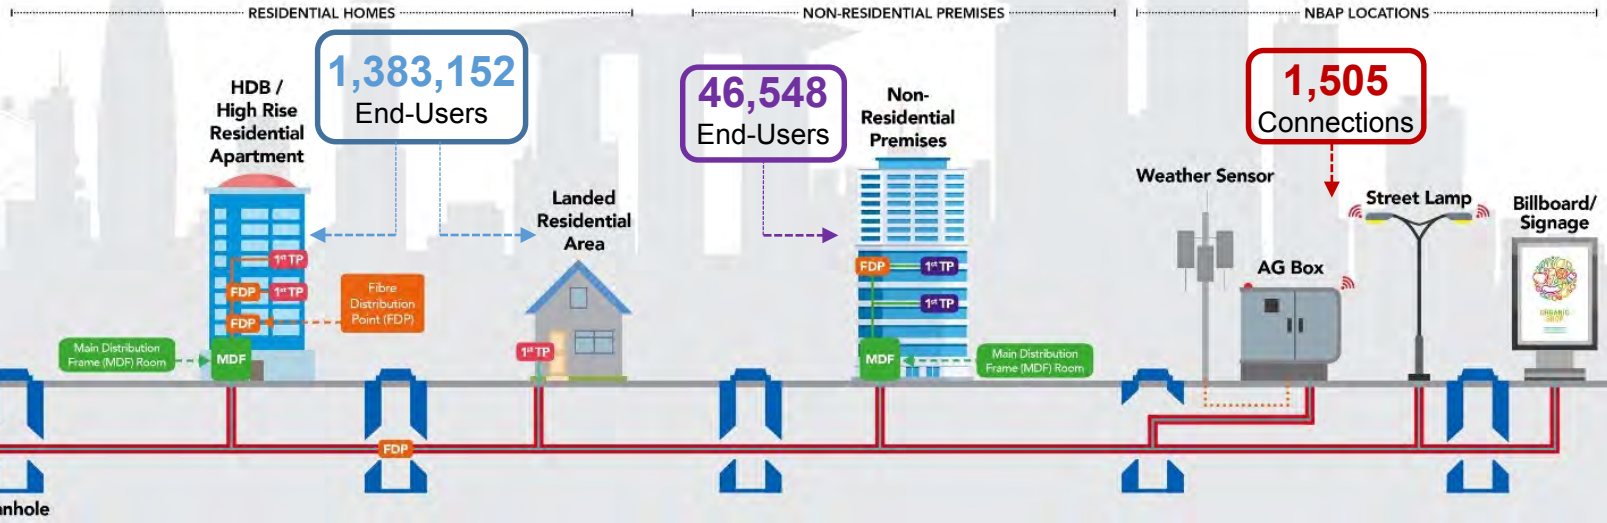 RESIDENTIAL HOMES
NON-RESIDENTIAL PREMISES
NBAP LOCATIONS
1,383,152
End-Users
46,548
End-Users
1,505
Connections
HDB /
High Rise
Residential
Apartment
Landed
Residential
Area
Non-
Residential
Premises
Weather Sensor
Street Lamp
Billboard/
Signage
AG Box
1st TP
FDP
1st TP
FDP
Fibre
Distribution
Point (FDP)
Main Distribution
Frame (MDF) Room
MDF
1st TP
FDP
1st TP
1st TP
MDF
Main Distribution
Frame (MDF) Room
ORGANIC
SHOP
FDP
anhole